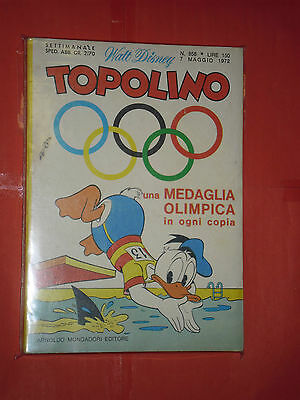 SETTIMANALE
SPED. ABB. GR. 2/70
Walt Disney
N. 858 * LIRE 150
7 MAGGIO 1972
TOPOLINO
una MEDAGLIA
OLIMPICA
in ogni copia
ARNOLDO MONDADORI EDITORE